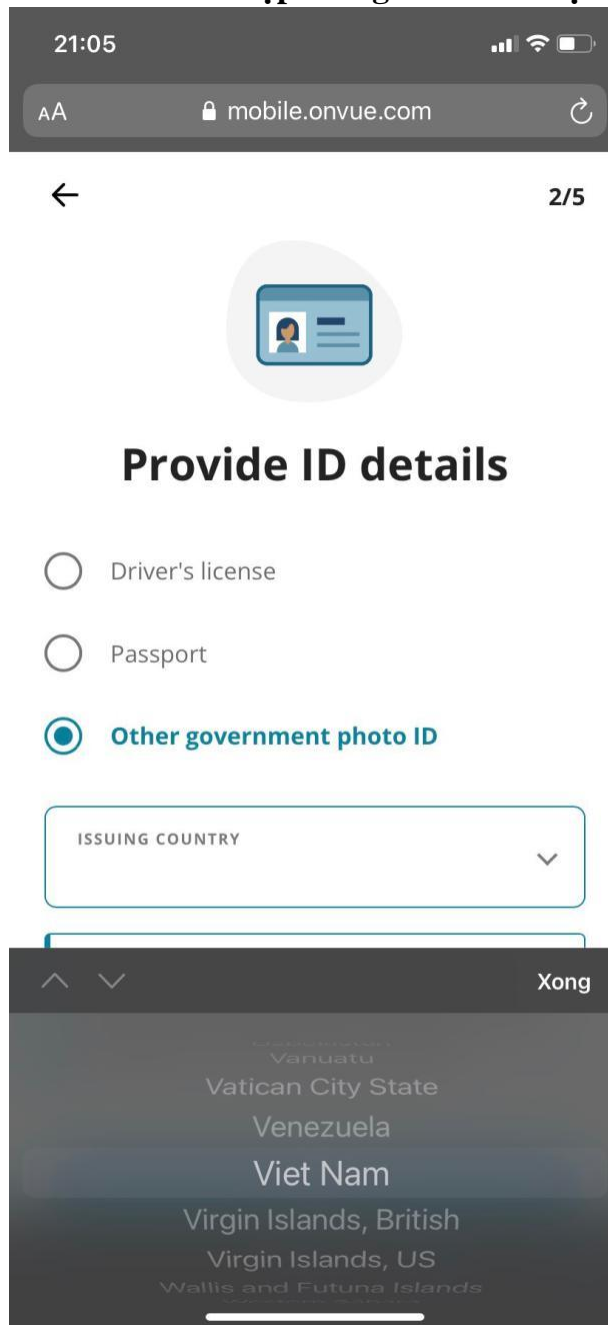 21:05
AA mobile.onvue.com
2/5
Provide ID details
Driver's license
Passport
Other government photo ID
ISSUING COUNTRY
Xong
Vanuatu
Vatican City State
Venezuela
Viet Nam
Virgin Islands, British
Virgin Islands, US
Wallis and Futuna Islands